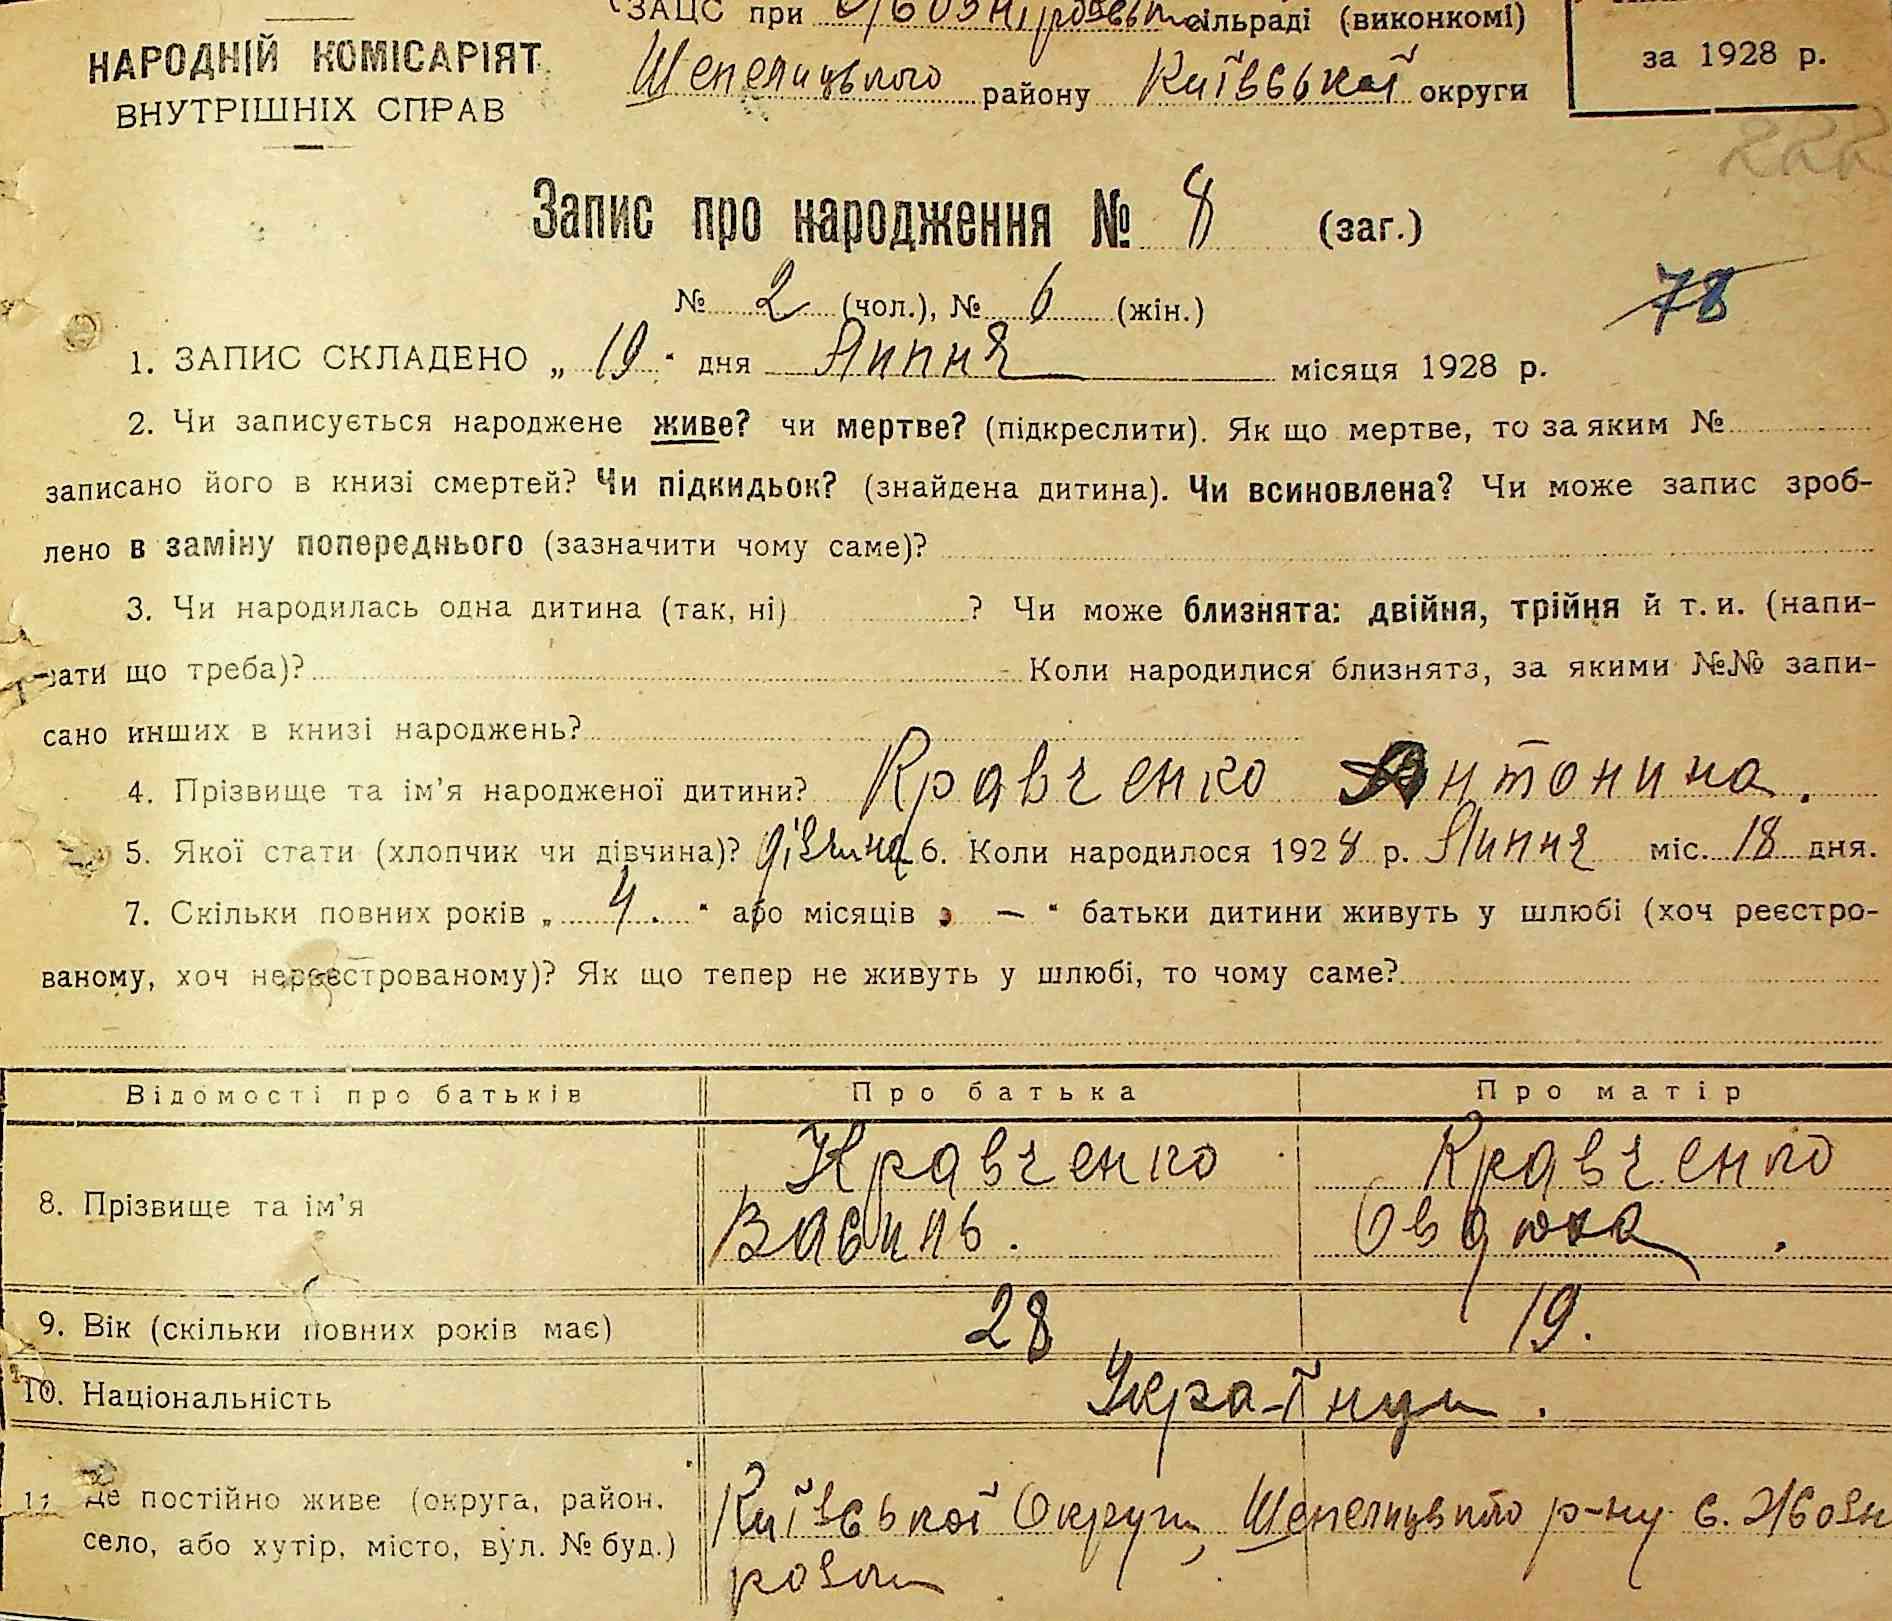 ЗАЦС при сільраді (виконкомі)
НАРОДНІЙ КОМІСАРІЯТ
ВНУТРІШНІХ СПРАВ
Шепелицького району Київської округи
за 1928 р.
222
Запис про народження № 8 (заг.)
№ 2 (чол.), № 6 (жін.)
78
1. ЗАПИС СКЛАДЕНО „ 19 " дня Липня місяця 1928 р.
2. Чи записується народжене живе? чи мертве? (підкреслити). Як що мертве, то за яким №
записано його в книзі смертей? Чи підкидьок? (знайдена дитина). Чи всиновлена? Чи може запис зроб-
лено в заміну попереднього (зазначити чому саме)?
3. Чи народилась одна дитина (так, ні) ? Чи може близнята: двійня, трійня й т. и. (напи-
сати що треба)? Коли народилися близнята, за якими №№ запи-
сано инших в книзі народжень?
4. Прізвище та ім'я народженої дитини? Кравченко Антонина.
5. Якої стати (хлопчик чи дівчина)? дівчина 6. Коли народилося 1928 р. Липня міс. 18 дня.
7. Скільки повних років „ 4. " або місяців „ — " батьки дитини живуть у шлюбі (хоч реєстро-
ваному, хоч нереєстрованому)? Як що тепер не живуть у шлюбі, то чому саме?
Відомості про батьків Про батька Про матір
8. Прізвище та ім'я Кравченко Василь. Кравченко Овдюха.
9. Вік (скільки повних років має) 28 19.
10. Національність Укра-їнци.
11. Де постійно живе (округа, район, Київської Округи, Шепелицького р-ну с.
село, або хутір, місто, вул. № буд.)